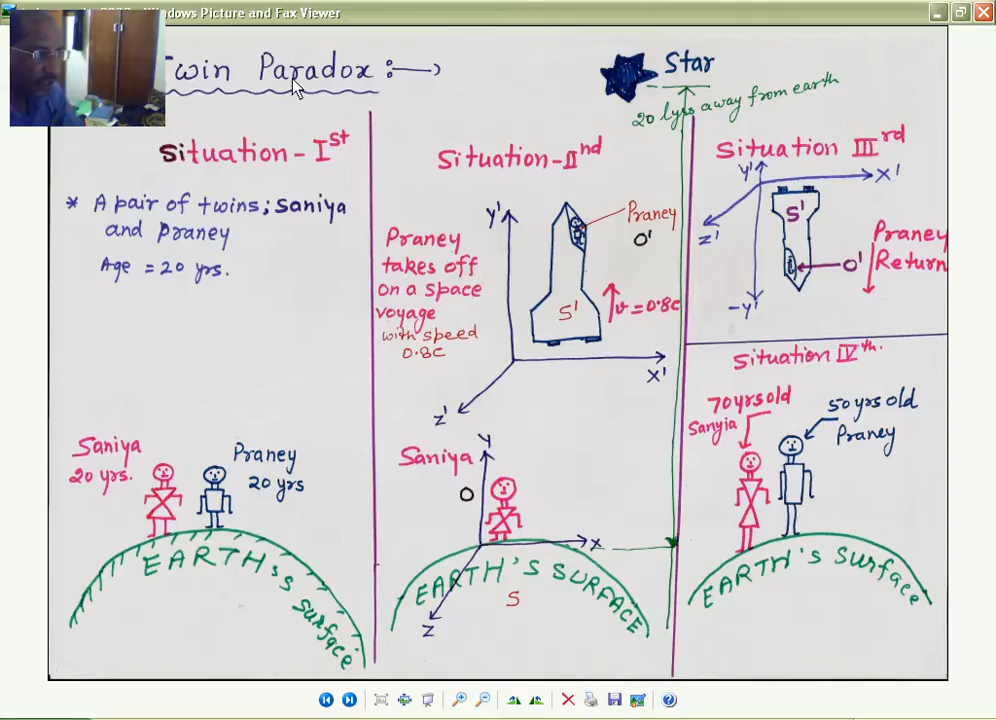 Windows Picture and Fax Viewer
Twin Paradox :→
Star
20 lyrs away from earth
Situation - Ist
* A pair of twins; Saniya
and Praney
Age = 20 yrs.
Saniya
20 yrs.
Praney
20 yrs
EARTH's surface
Situation - IInd
Praney
takes off
on a space
voyage
with speed
0.8C
Y'
Praney
O'
S'
v = 0.8c
X'
Z'
Saniya
O
Y
X
Z
EARTH'S SURFACE
S
Situation IIIrd
Y'
X'
Z'
-Y'
S'
O'
Praney
Return
Situation IVth.
70yrs old
Sanyia
50 yrs old
Praney
EARTH's Surface